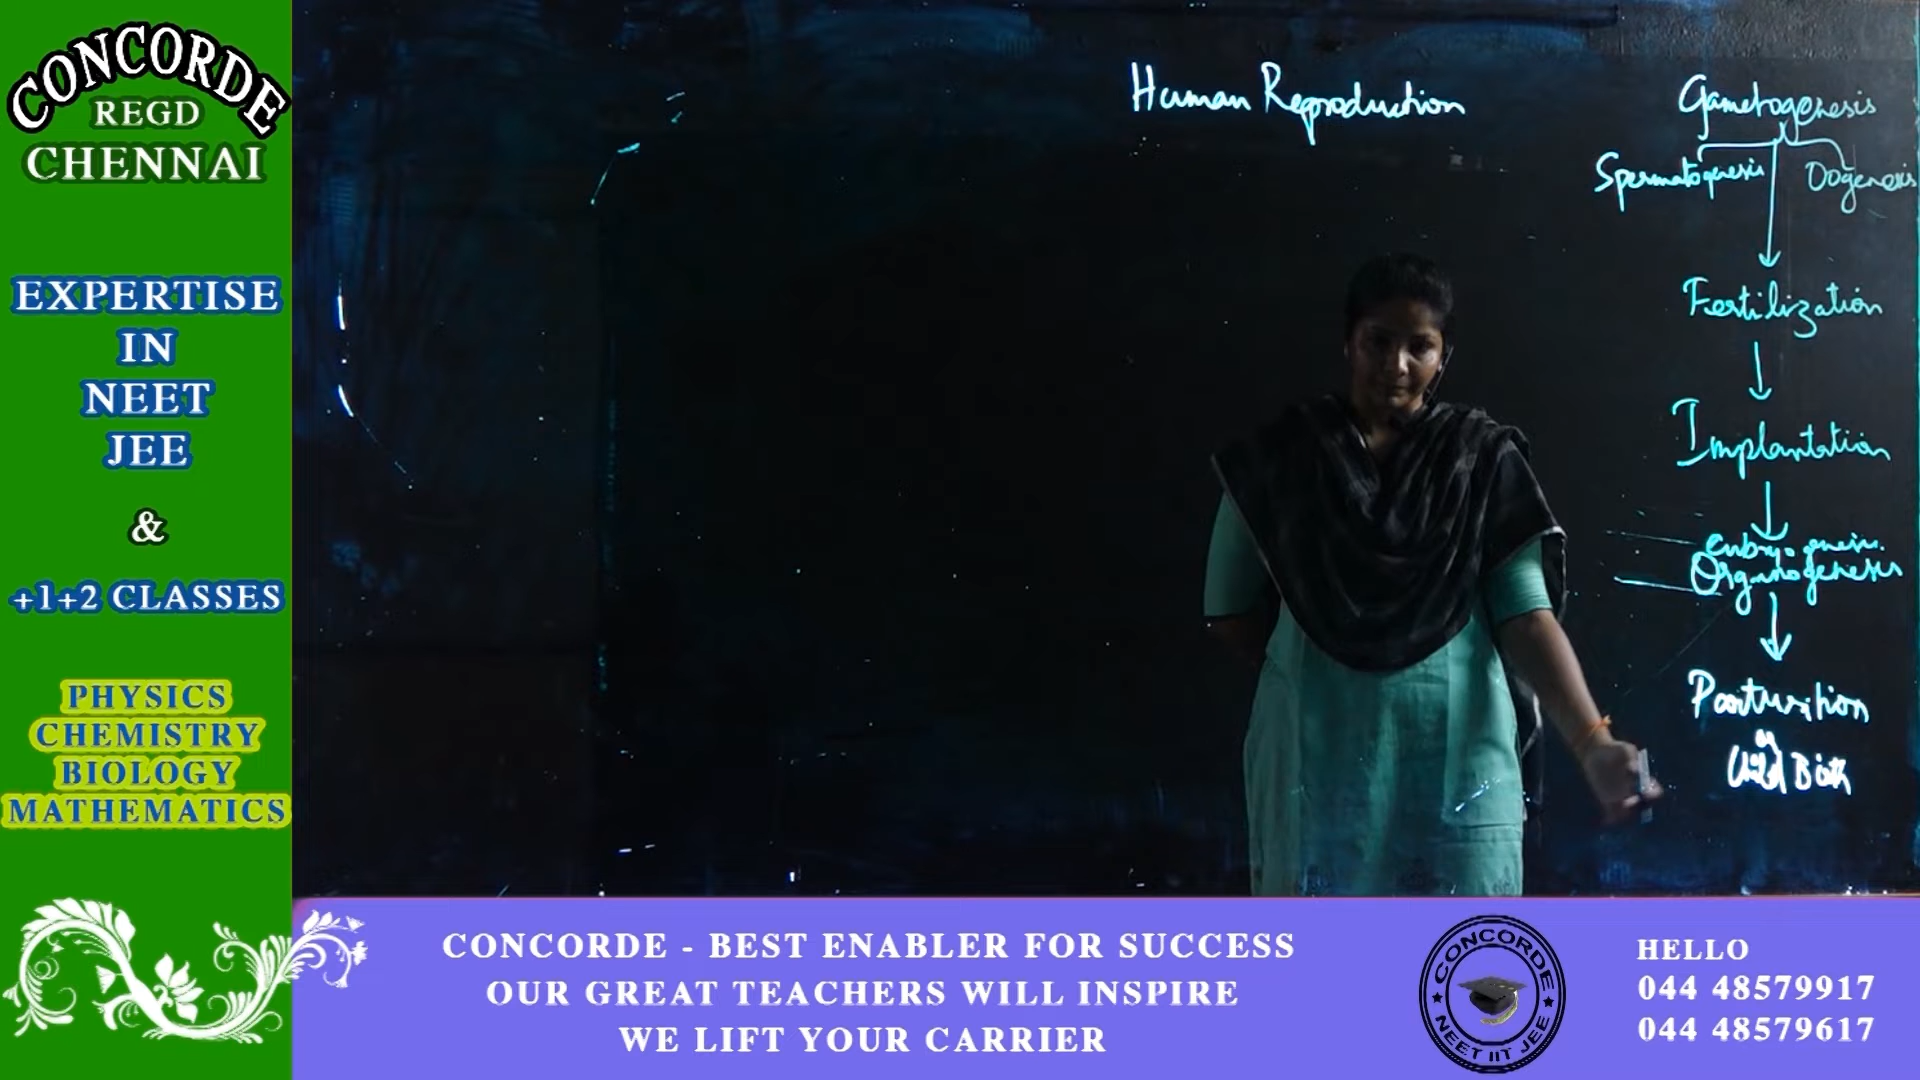 CONCORDE
REGD
CHENNAI
EXPERTISE
IN
NEET
JEE
&
+1+2 CLASSES
PHYSICS
CHEMISTRY
BIOLOGY
MATHEMATICS
Human Reproduction
Gametogenesis
Spermatogenesis Oogenesis
Fertilization
Implantation
embryogenesis.
Organogenesis
Parturition
or
Child Birth
CONCORDE - BEST ENABLER FOR SUCCESS
OUR GREAT TEACHERS WILL INSPIRE
WE LIFT YOUR CARRIER
CONCORDE
NEET IIT JEE
HELLO
044 48579917
044 48579617